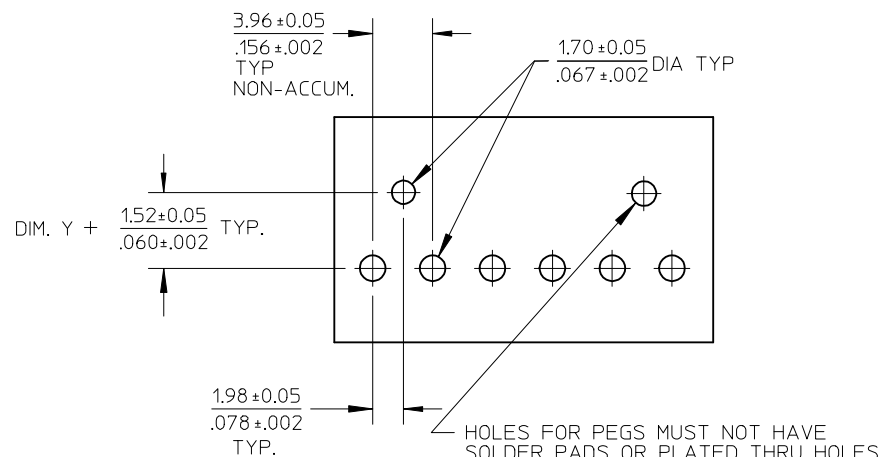 3.96±0.05
.156±.002
TYP
NON-ACCUM.
1.70±0.05
.067±.002 DIA TYP
DIM. Y + 1.52±0.05 TYP.
.060±.002
1.98±0.05
.078±.002
TYP.
HOLES FOR PEGS MUST NOT HAVE
SOLDER PADS OR PLATED THRU HOLES